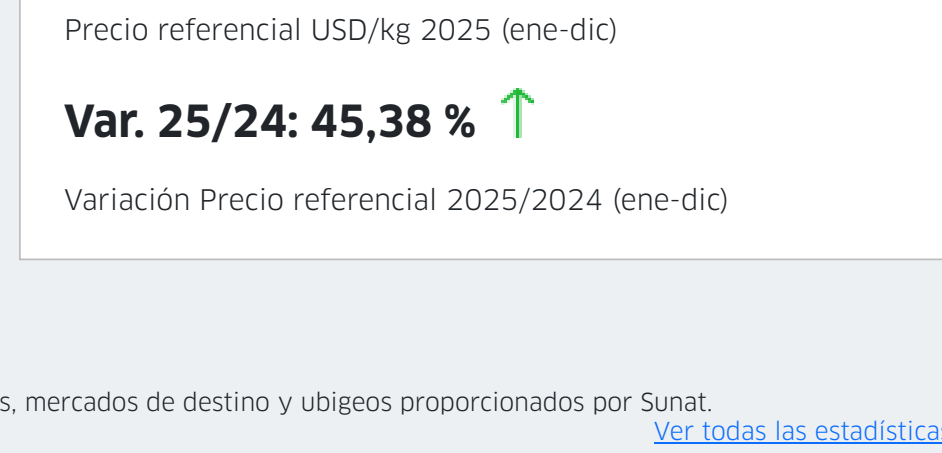 Precio referencial USD/kg 2025 (ene-dic)
Var. 25/24: 45,38 %
Variación Precio referencial 2025/2024 (ene-dic)
mercados de destino y ubigeos proporcionados por Sunat.
Ver todas las estadísticas